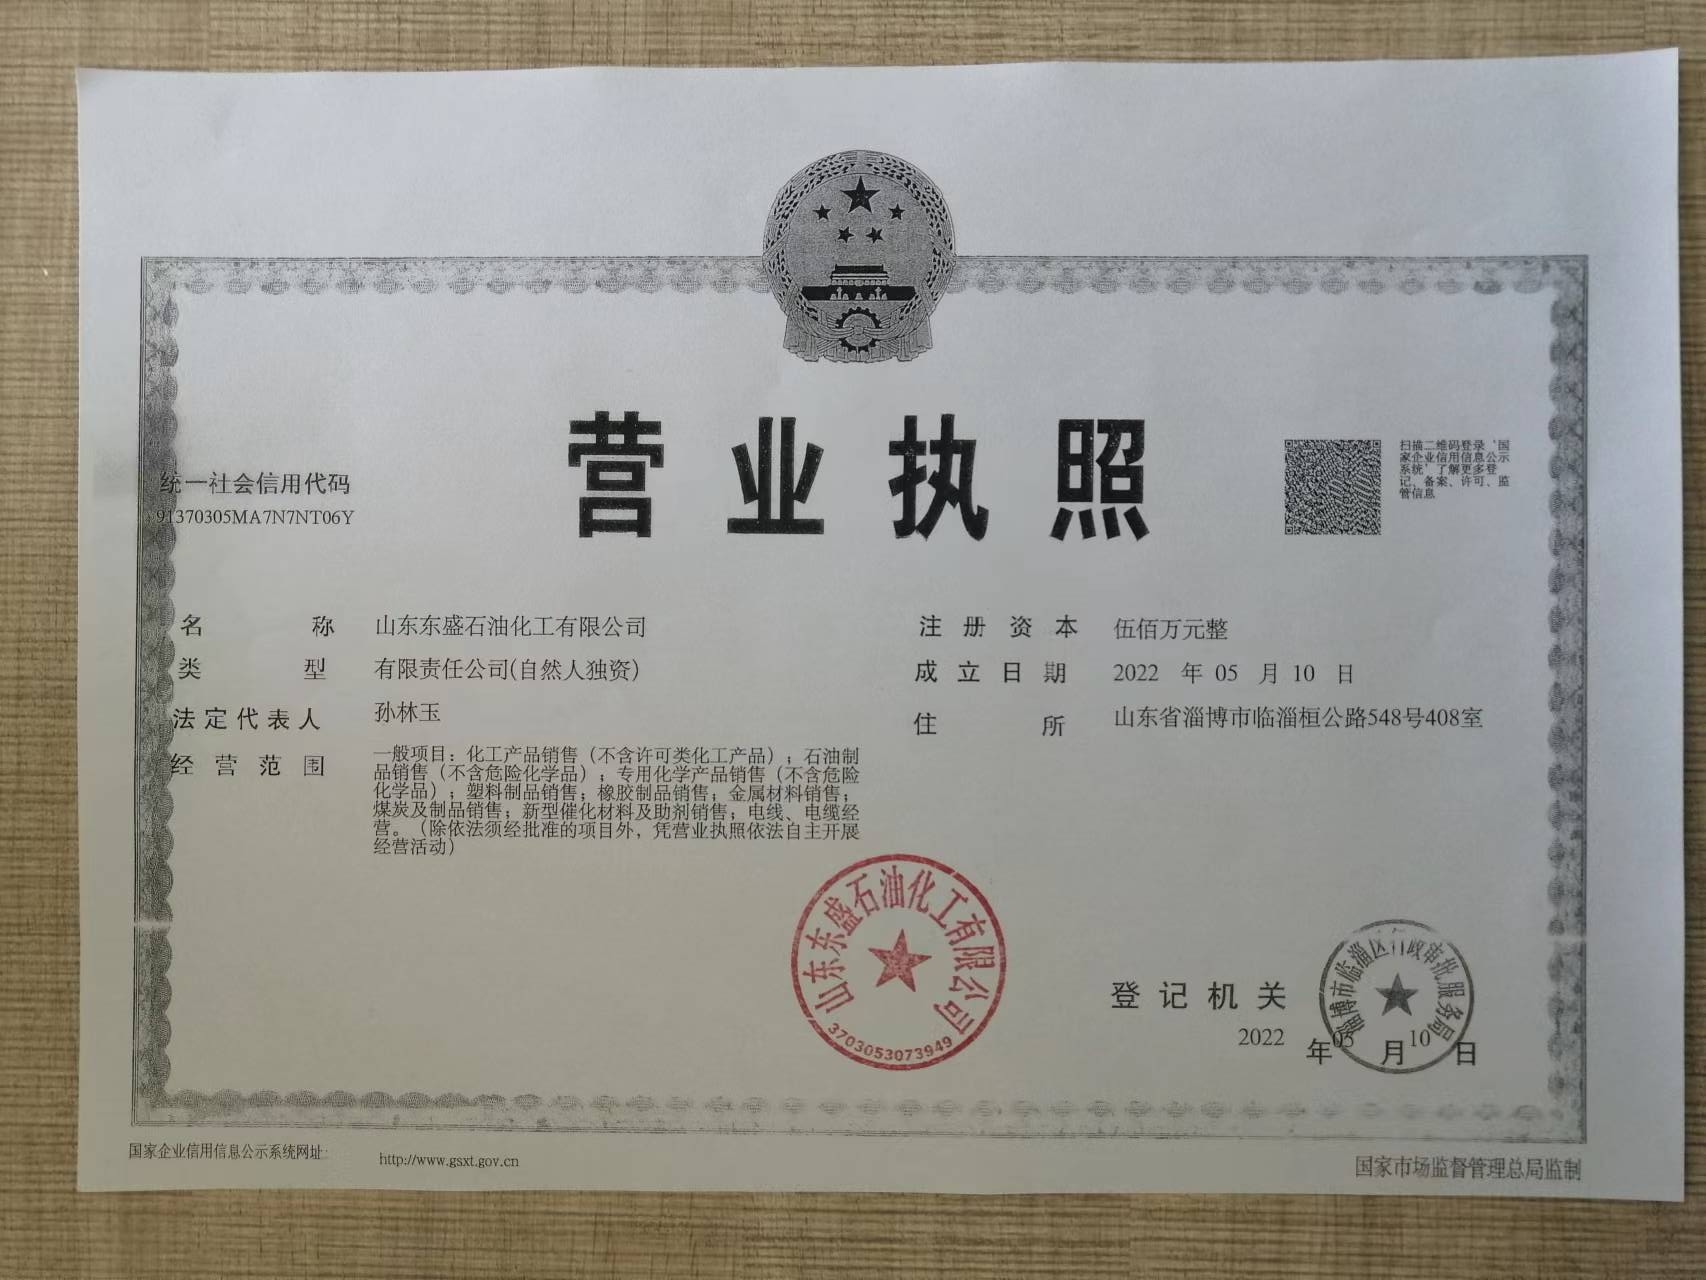 营业执照
统一社会信用代码
91370305MA7N7NT06Y
扫描二维码登录‘国
家企业信用信息公示
系统’了解更多登
记、备案、许可、监
管信息
名称 山东东盛石油化工有限公司
类型 有限责任公司(自然人独资)
法定代表人 孙林玉
经营范围 一般项目：化工产品销售（不含许可类化工产品）；石油制
品销售（不含危险化学品）；专用化学产品销售（不含危险
化学品）；塑料制品销售；橡胶制品销售；金属材料销售；
煤炭及制品销售；新型催化材料及助剂销售；电线、电缆经
营。（除依法须经批准的项目外，凭营业执照依法自主开展
经营活动）
注册资本 伍佰万元整
成立日期 2022 年 05 月 10 日
住所 山东省淄博市临淄桓公路548号408室
山东东盛石油化工有限公司
3703053073949
登记机关
淄博市临淄区行政审批服务局
2022 年 05 月 10 日
国家企业信用信息公示系统网址: http://www.gsxt.gov.cn
国家市场监督管理总局监制